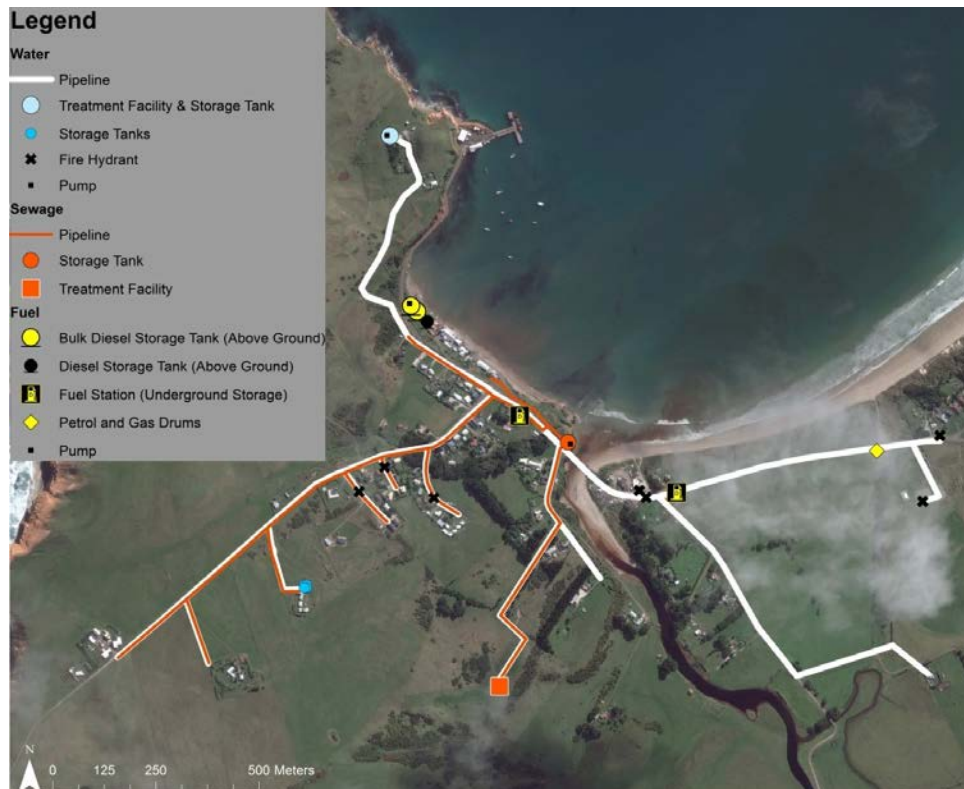 Legend
Water
Pipeline
Treatment Facility & Storage Tank
Storage Tanks
Fire Hydrant
Pump
Sewage
Pipeline
Storage Tank
Treatment Facility
Fuel
Bulk Diesel Storage Tank (Above Ground)
Diesel Storage Tank (Above Ground)
Fuel Station (Underground Storage)
Petrol and Gas Drums
Pump
N
0 125 250 500 Meters